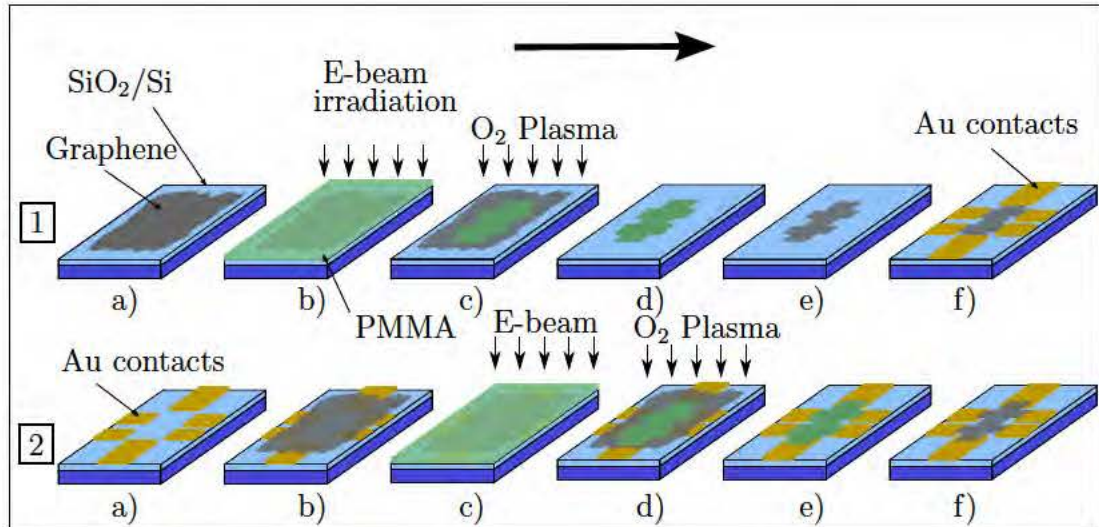 SiO₂/Si
E-beam
irradiation
Graphene
O₂ Plasma
Au contacts
1
a) b) c) d) e) f)
PMMA
E-beam
O₂ Plasma
Au contacts
2
a) b) c) d) e) f)